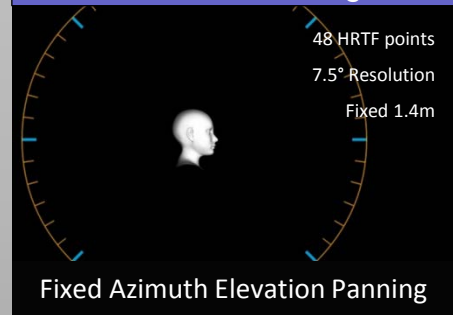 48 HRTF points
7.5° Resolution
Fixed 1.4m
Fixed Azimuth Elevation Panning